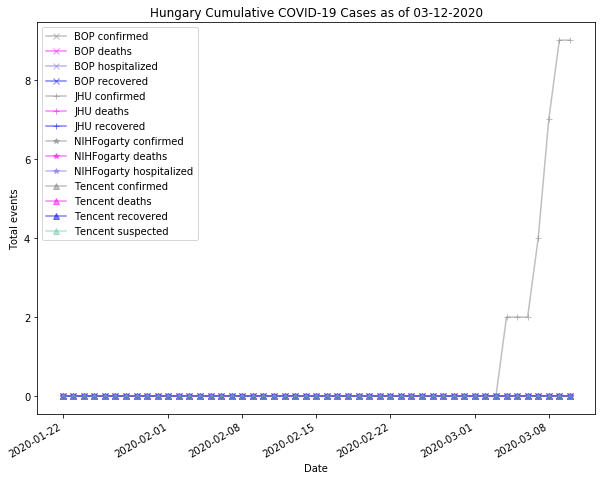 Hungary Cumulative COVID-19 Cases as of 03-12-2020
BOP confirmed
BOP deaths
BOP hospitalized
BOP recovered
JHU confirmed
JHU deaths
JHU recovered
NIHFogarty confirmed
NIHFogarty deaths
NIHFogarty hospitalized
Tencent confirmed
Tencent deaths
Tencent recovered
Tencent suspected
Total events
8
6
4
2
0
2020-01-22
2020-02-01
2020-02-08
2020-02-15
2020-02-22
2020-03-01
2020-03-08
Date